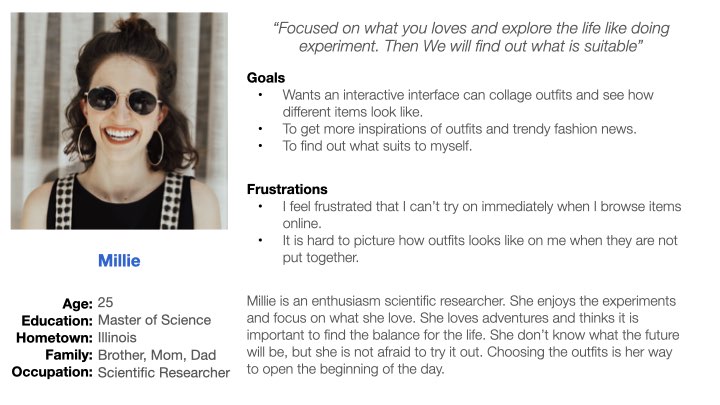 “Focused on what you loves and explore the life like doing
experiment. Then We will find out what is suitable”
Goals
• Wants an interactive interface can collage outfits and see how
different items look like.
• To get more inspirations of outfits and trendy fashion news.
• To find out what suits to myself.
Frustrations
• I feel frustrated that I can’t try on immediately when I browse items
online.
• It is hard to picture how outfits looks like on me when they are not
put together.
Millie
Age: 25
Education: Master of Science
Hometown: Illinois
Family: Brother, Mom, Dad
Occupation: Scientific Researcher
Millie is an enthusiasm scientific researcher. She enjoys the experiments
and focus on what she love. She loves adventures and thinks it is
important to find the balance for the life. She don’t know what the future
will be, but she is not afraid to try it out. Choosing the outfits is her way
to open the beginning of the day.